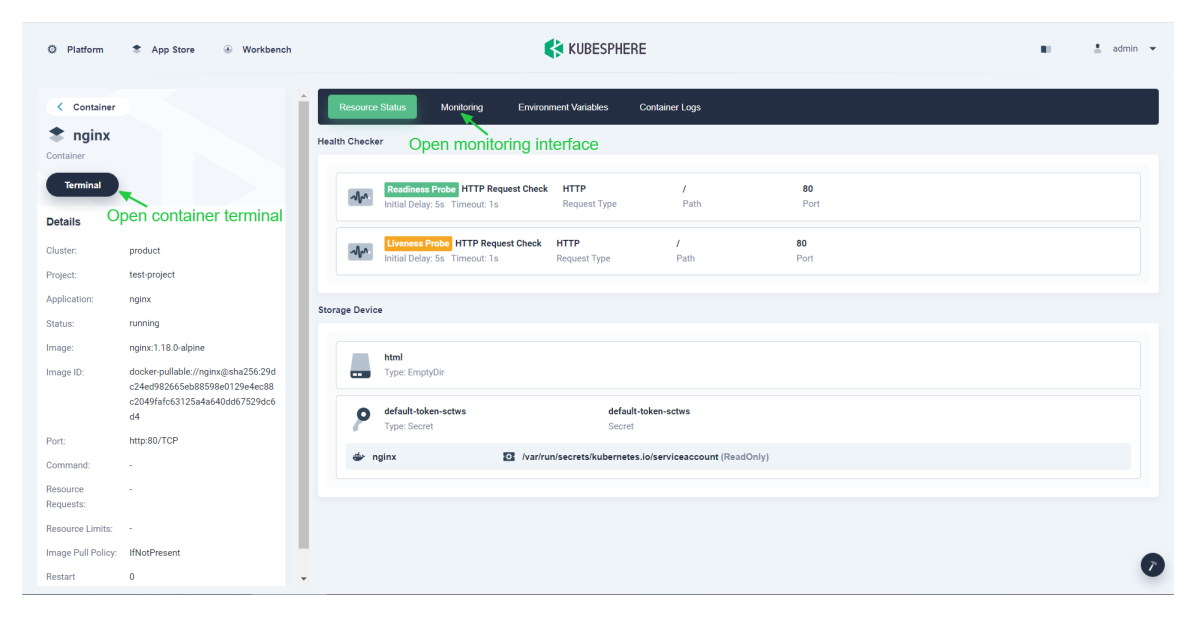 Platform App Store Workbench KUBESPHERE admin
Container
nginx
Container
Terminal
Open container terminal
Details
Cluster: product
Project: test-project
Application: nginx
Status: running
Image: nginx:1.18.0-alpine
Image ID: docker-pullable://nginx@sha256:29d
c24ed982665eb88598e0129e4ec88
c2049fafc63125a4a640dd67529dc6
d4
Port: http:80/TCP
Command: -
Resource -
Requests:
Resource Limits: -
Image Pull Policy: IfNotPresent
Restart 0
Resource Status Monitoring Environment Variables Container Logs
Open monitoring interface
Health Checker
Readiness Probe HTTP Request Check HTTP / 80
Initial Delay: 5s Timeout: 1s Request Type Path Port
Liveness Probe HTTP Request Check HTTP / 80
Initial Delay: 5s Timeout: 1s Request Type Path Port
Storage Device
html
Type: EmptyDir
default-token-sctws default-token-sctws
Type: Secret Secret
nginx /var/run/secrets/kubernetes.io/serviceaccount (ReadOnly)